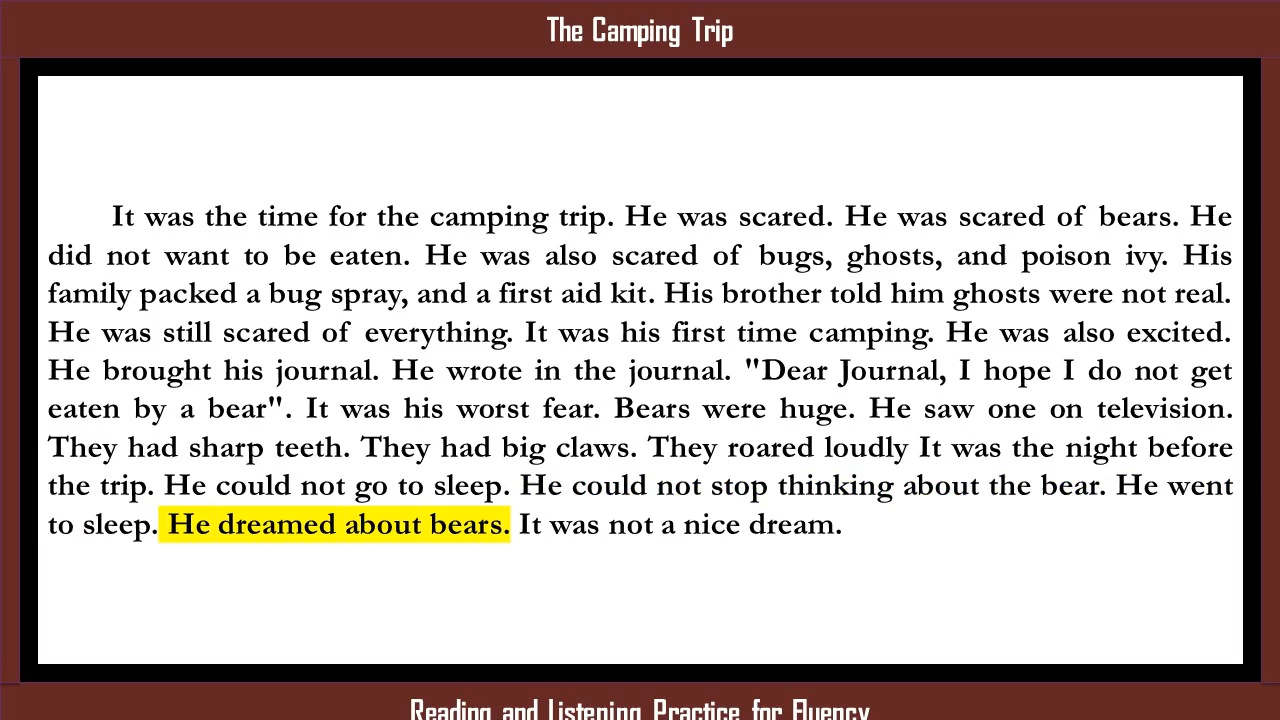 The Camping Trip
It was the time for the camping trip. He was scared. He was scared of bears. He
did not want to be eaten. He was also scared of bugs, ghosts, and poison ivy. His
family packed a bug spray, and a first aid kit. His brother told him ghosts were not real.
He was still scared of everything. It was his first time camping. He was also excited.
He brought his journal. He wrote in the journal. "Dear Journal, I hope I do not get
eaten by a bear". It was his worst fear. Bears were huge. He saw one on television.
They had sharp teeth. They had big claws. They roared loudly It was the night before
the trip. He could not go to sleep. He could not stop thinking about the bear. He went
to sleep. He dreamed about bears. It was not a nice dream.
Reading and Listening Practice for Fluency